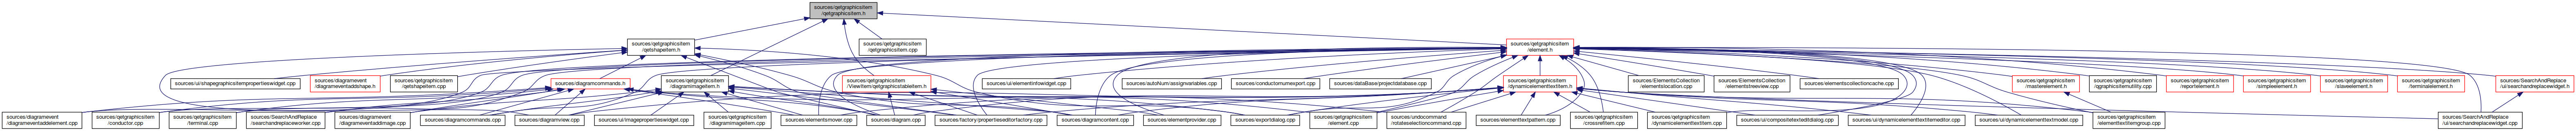 sources/qetgraphicsitem
/qetgraphicsitem.h
sources/qetgraphicsitem
/qetshapeitem.h
sources/qetgraphicsitem
/qetgraphicsitem.cpp
sources/qetgraphicsitem
/element.h
sources/ui/shapegraphicsitempropertieswidget.cpp
sources/diagramevent
/diagrameventaddshape.h
sources/qetgraphicsitem
/qetshapeitem.cpp
sources/diagramcommands.h
sources/qetgraphicsitem
/diagramimageitem.h
sources/qetgraphicsitem
/ViewItem/qetgraphicstableitem.h
sources/ui/elementinfowidget.cpp
sources/autoNum/assignvariables.cpp
sources/conductornumexport.cpp
sources/dataBase/projectdatabase.cpp
sources/qetgraphicsitem
/dynamicelementtextitem.h
sources/ElementsCollection
/elementslocation.cpp
sources/ElementsCollection
/elementstreeview.cpp
sources/elementscollectioncache.cpp
sources/qetgraphicsitem
/masterelement.h
sources/qetgraphicsitem
/qgraphicsitemutility.cpp
sources/qetgraphicsitem
/reportelement.h
sources/qetgraphicsitem
/simpleelement.h
sources/qetgraphicsitem
/slaveelement.h
sources/qetgraphicsitem
/terminalelement.h
sources/SearchAndReplace
/ui/searchandreplacewidget.h
sources/diagramevent
/diagrameventaddelement.cpp
sources/qetgraphicsitem
/conductor.cpp
sources/qetgraphicsitem
/terminal.cpp
sources/SearchAndReplace
/searchandreplaceworker.cpp
sources/diagramevent
/diagrameventaddimage.cpp
sources/diagramcommands.cpp
sources/diagramview.cpp
sources/ui/imagepropertieswidget.cpp
sources/qetgraphicsitem
/diagramimageitem.cpp
sources/elementsmover.cpp
sources/diagram.cpp
sources/factory/propertieseditorfactory.cpp
sources/diagramcontent.cpp
sources/elementprovider.cpp
sources/exportdialog.cpp
sources/qetgraphicsitem
/element.cpp
sources/undocommand
/rotateselectioncommand.cpp
sources/elementtextpattern.cpp
sources/qetgraphicsitem
/crossrefitem.cpp
sources/qetgraphicsitem
/dynamicelementtextitem.cpp
sources/ui/compositetexteditdialog.cpp
sources/ui/dynamicelementtextitemeditor.cpp
sources/ui/dynamicelementtextmodel.cpp
sources/qetgraphicsitem
/elementtextitemgroup.cpp
sources/SearchAndReplace
/ui/searchandreplacewidget.cpp